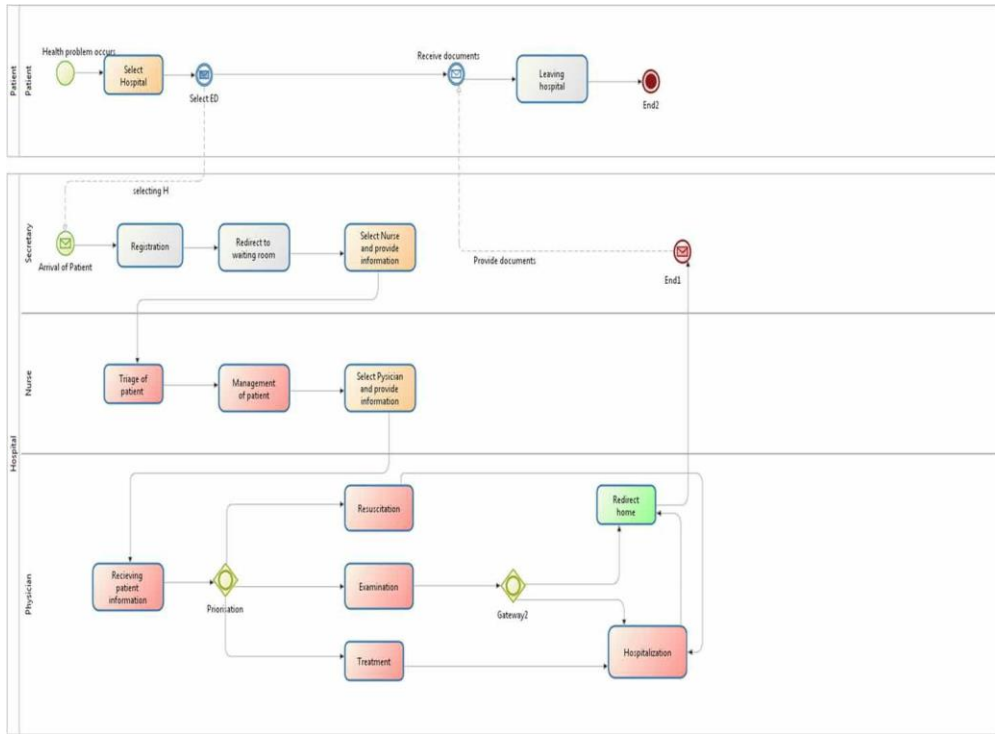 Patient
Patient
Health problem occurs
Select
Hospital
Select ED
Receive documents
Leaving
hospital
End2
selecting H
Hospital
Secretary
Arrival of Patient
Registration
Redirect to
waiting room
Select Nurse
and provide
information
Provide documents
End1
Nurse
Triage of
patient
Management
of patient
Select Pysician
and provide
information
Physician
Recieving
patient
information
Priorisation
Resuscitation
Examination
Treatment
Gateway2
Redirect
home
Hospitalization